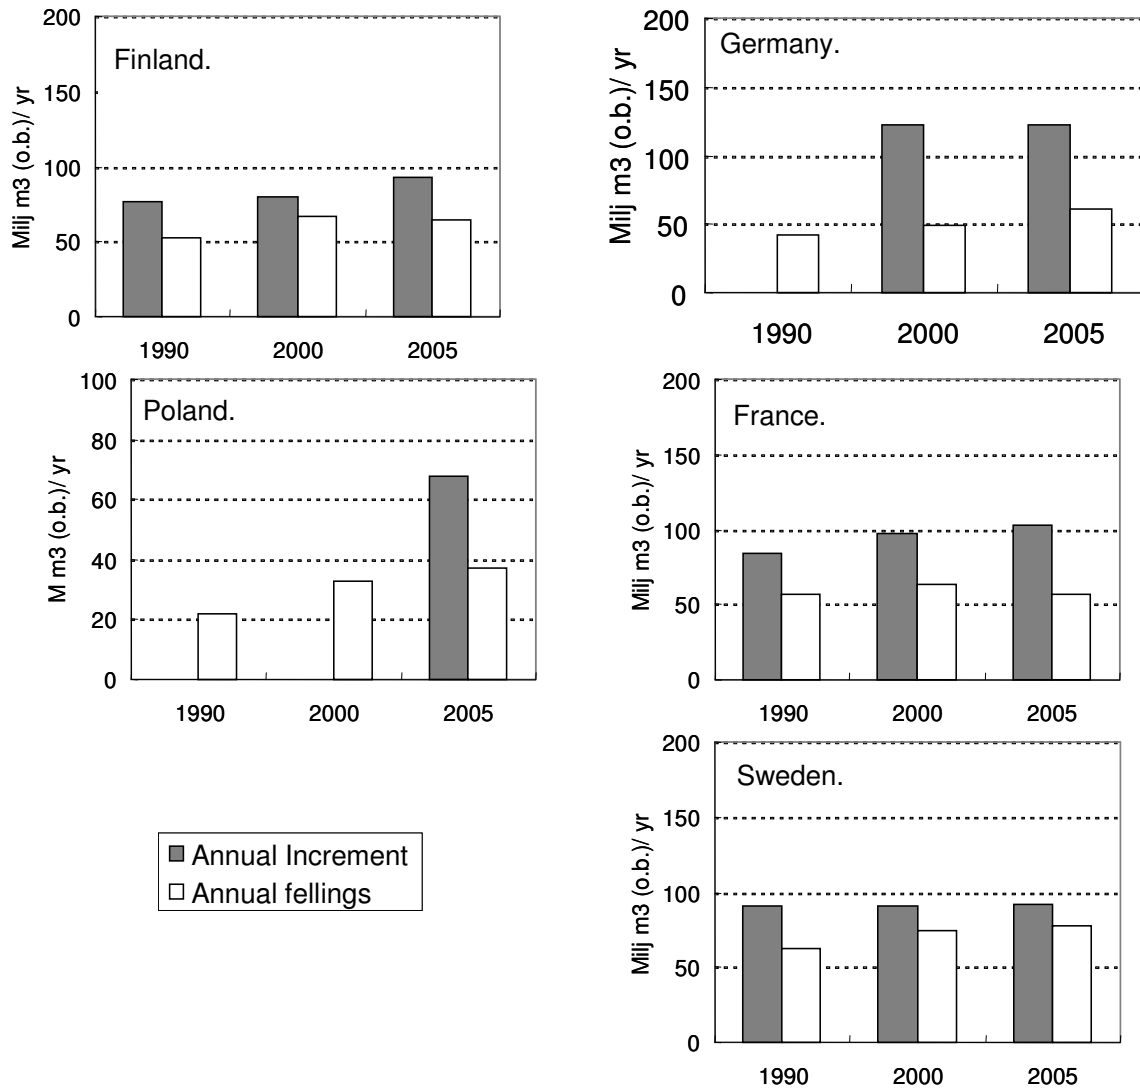 Finland.
Milj m3 (o.b.)/ yr
200
150
100
50
0
1990 2000 2005
Germany.
Milj m3 (o.b.)/ yr
200
150
100
50
0
1990 2000 2005
Poland.
M m3 (o.b.)/ yr
100
80
60
40
20
0
1990 2000 2005
France.
Milj m3 (o.b.)/ yr
200
150
100
50
0
1990 2000 2005
Annual Increment
Annual fellings
Sweden.
Milj m3 (o.b.)/ yr
200
150
100
50
0
1990 2000 2005